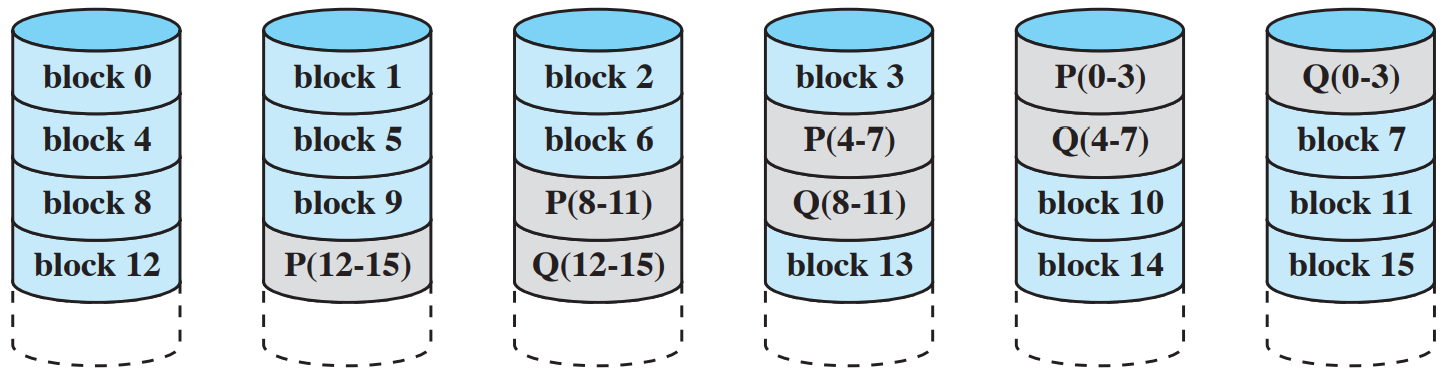 block 0 block 1 block 2 block 3 P(0-3) Q(0-3)
block 4 block 5 block 6 P(4-7) Q(4-7) block 7
block 8 block 9 P(8-11) Q(8-11) block 10 block 11
block 12 P(12-15) Q(12-15) block 13 block 14 block 15